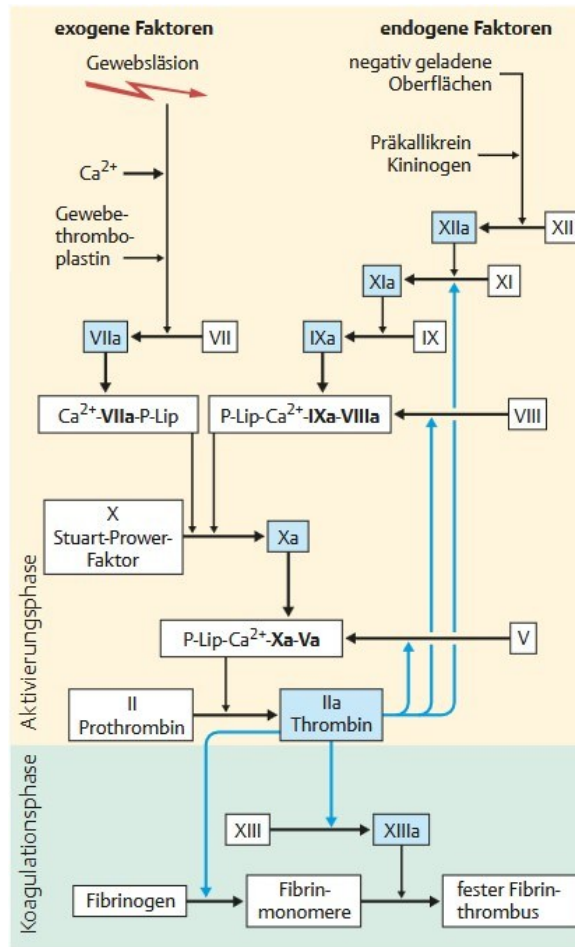 exogene Faktoren
endogene Faktoren
Gewebsläsion
negativ geladene
Oberflächen
Präkallikrein
Kininogen
Ca²⁺
Gewebe-
thrombo-
plastin
XIIa
XII
XIa
XI
VIIa
VII
IXa
IX
Ca²⁺-VIIa-P-Lip
P-Lip-Ca²⁺-IXa-VIIIa
VIII
X
Stuart-Prower-
Faktor
Xa
P-Lip-Ca²⁺-Xa-Va
V
II
Prothrombin
IIa
Thrombin
Aktivierungsphase
XIII
XIIIa
Fibrinogen
Fibrin-
monomere
fester Fibrin-
thrombus
Koagulationsphase